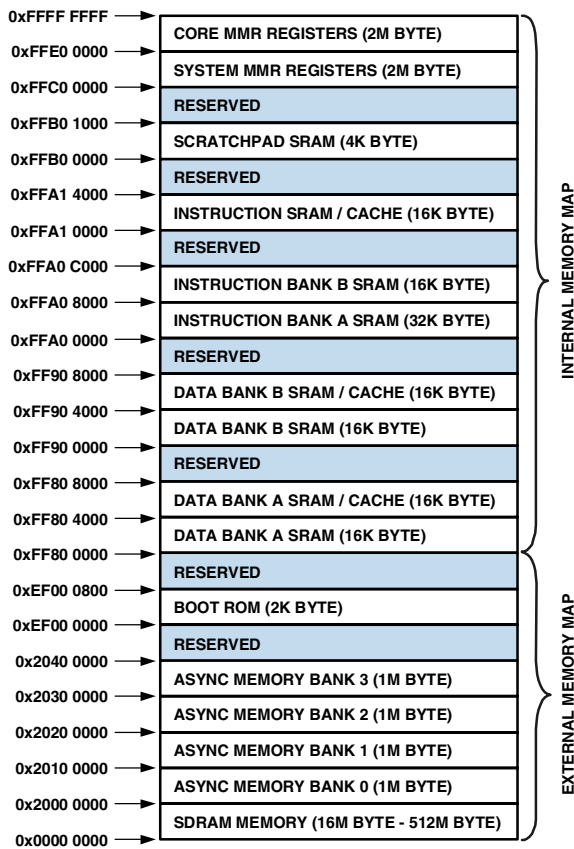 0xFFFF FFFF
CORE MMR REGISTERS (2M BYTE)
0xFFE0 0000
SYSTEM MMR REGISTERS (2M BYTE)
0xFFC0 0000
RESERVED
0xFFB0 1000
SCRATCHPAD SRAM (4K BYTE)
0xFFB0 0000
RESERVED
0xFFA1 4000
INSTRUCTION SRAM / CACHE (16K BYTE)
0xFFA1 0000
RESERVED
0xFFA0 C000
INSTRUCTION BANK B SRAM (16K BYTE)
0xFFA0 8000
INSTRUCTION BANK A SRAM (32K BYTE)
0xFFA0 0000
RESERVED
0xFF90 8000
DATA BANK B SRAM / CACHE (16K BYTE)
0xFF90 4000
DATA BANK B SRAM (16K BYTE)
0xFF90 0000
RESERVED
0xFF80 8000
DATA BANK A SRAM / CACHE (16K BYTE)
0xFF80 4000
DATA BANK A SRAM (16K BYTE)
0xFF80 0000
RESERVED
0xEF00 0800
BOOT ROM (2K BYTE)
0xEF00 0000
RESERVED
0x2040 0000
ASYNC MEMORY BANK 3 (1M BYTE)
0x2030 0000
ASYNC MEMORY BANK 2 (1M BYTE)
0x2020 0000
ASYNC MEMORY BANK 1 (1M BYTE)
0x2010 0000
ASYNC MEMORY BANK 0 (1M BYTE)
0x2000 0000
SDRAM MEMORY (16M BYTE - 512M BYTE)
0x0000 0000
INTERNAL MEMORY MAP
EXTERNAL MEMORY MAP